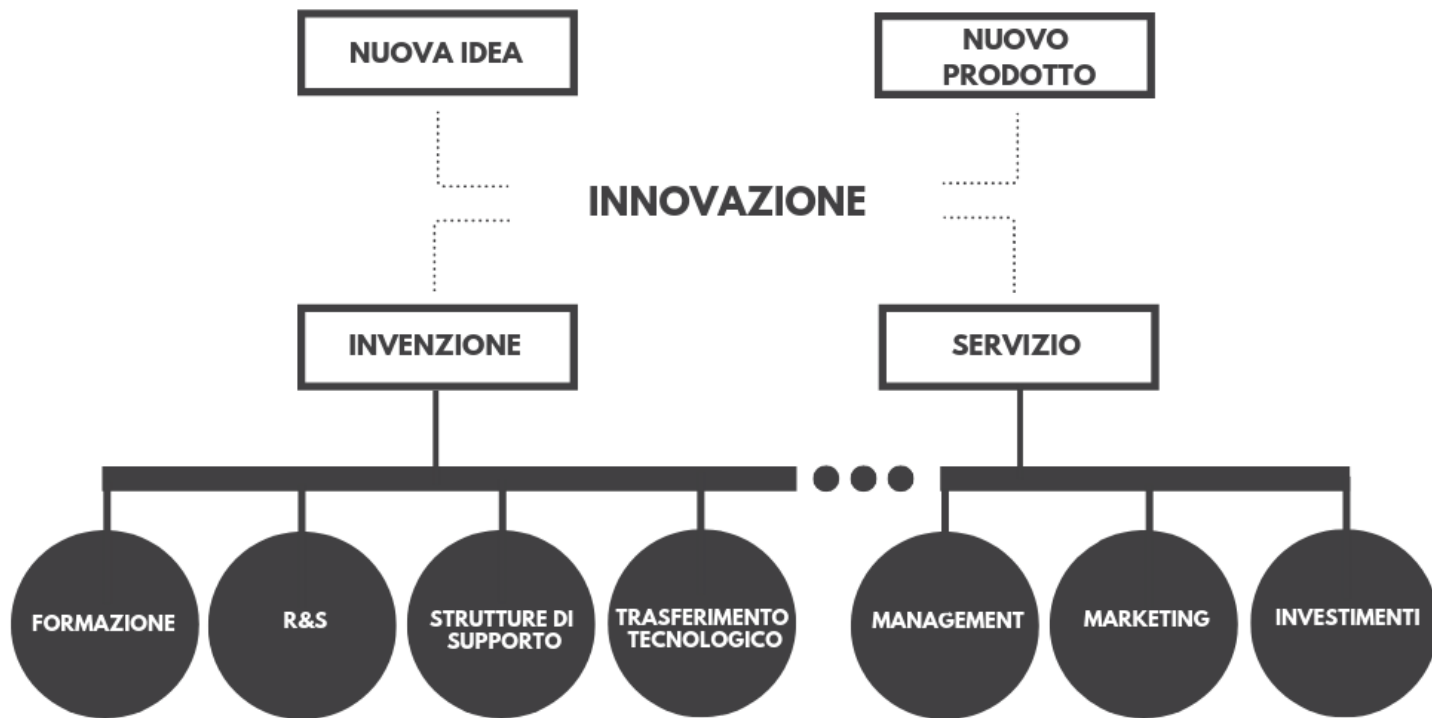 NUOVA IDEA
NUOVO
PRODOTTO
INNOVAZIONE
INVENZIONE
SERVIZIO
FORMAZIONE
R&S
STRUTTURE DI
SUPPORTO
TRASFERIMENTO
TECNOLOGICO
MANAGEMENT
MARKETING
INVESTIMENTI